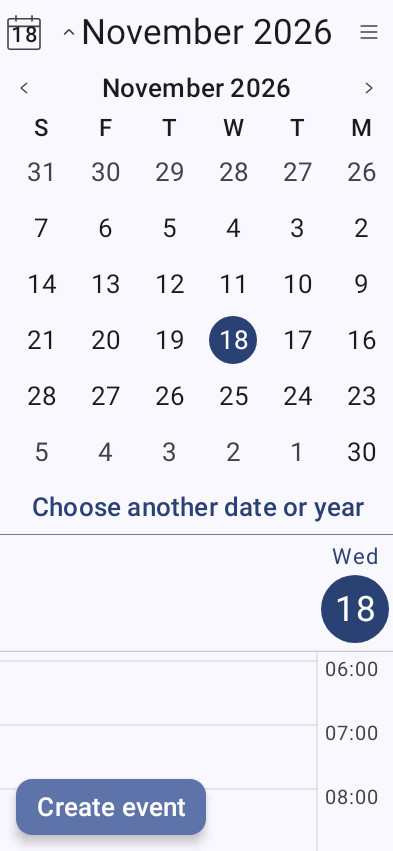 18 November 2026
November 2026
S F T W T M
31 30 29 28 27 26
7 6 5 4 3 2
14 13 12 11 10 9
21 20 19 18 17 16
28 27 26 25 24 23
5 4 3 2 1 30
Choose another date or year
Wed
18
06:00
07:00
08:00
Create event